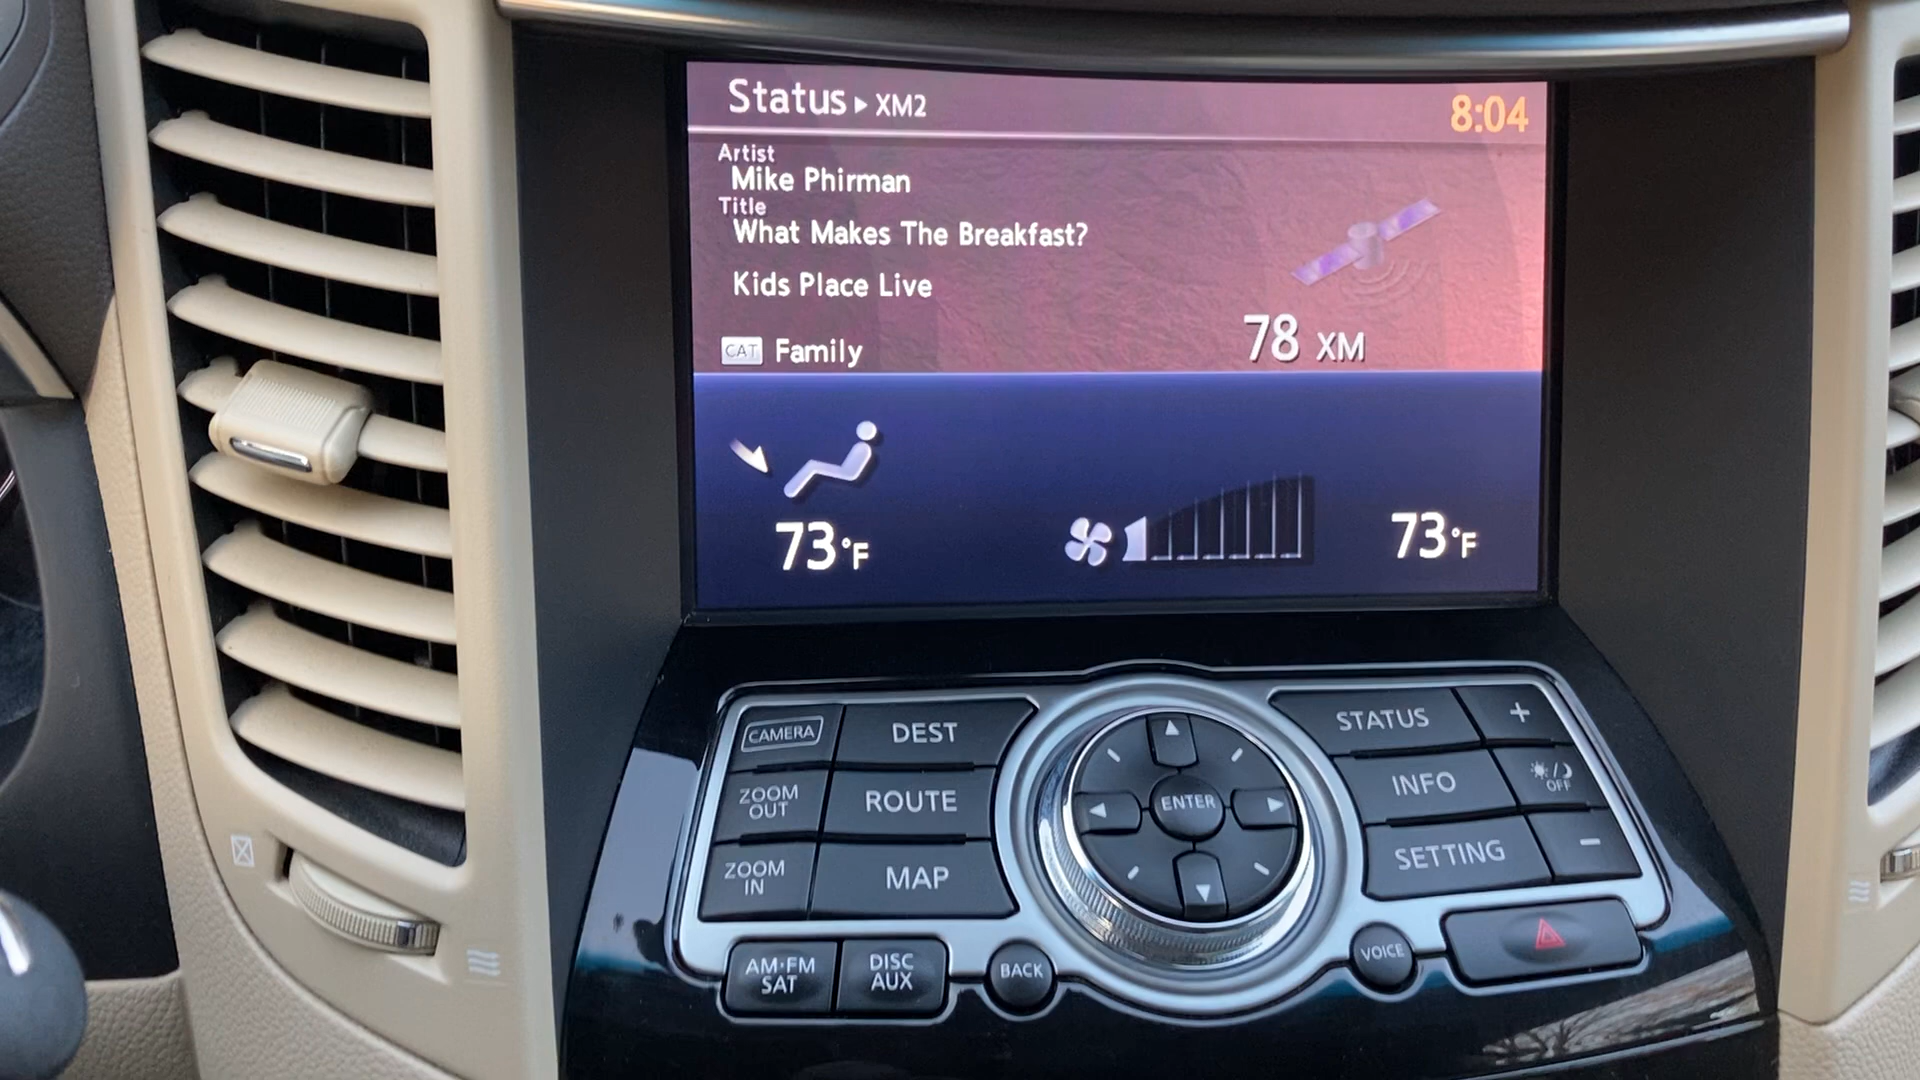 Status ▸ XM2
8:04
Artist
Mike Phirman
Title
What Makes The Breakfast?
Kids Place Live
CAT Family
78 XM
73°F
73°F
CAMERA
DEST
STATUS
+
ZOOM
OUT
ROUTE
ENTER
INFO
OFF
ZOOM
IN
MAP
SETTING
−
AM·FM
SAT
DISC
AUX
BACK
VOICE